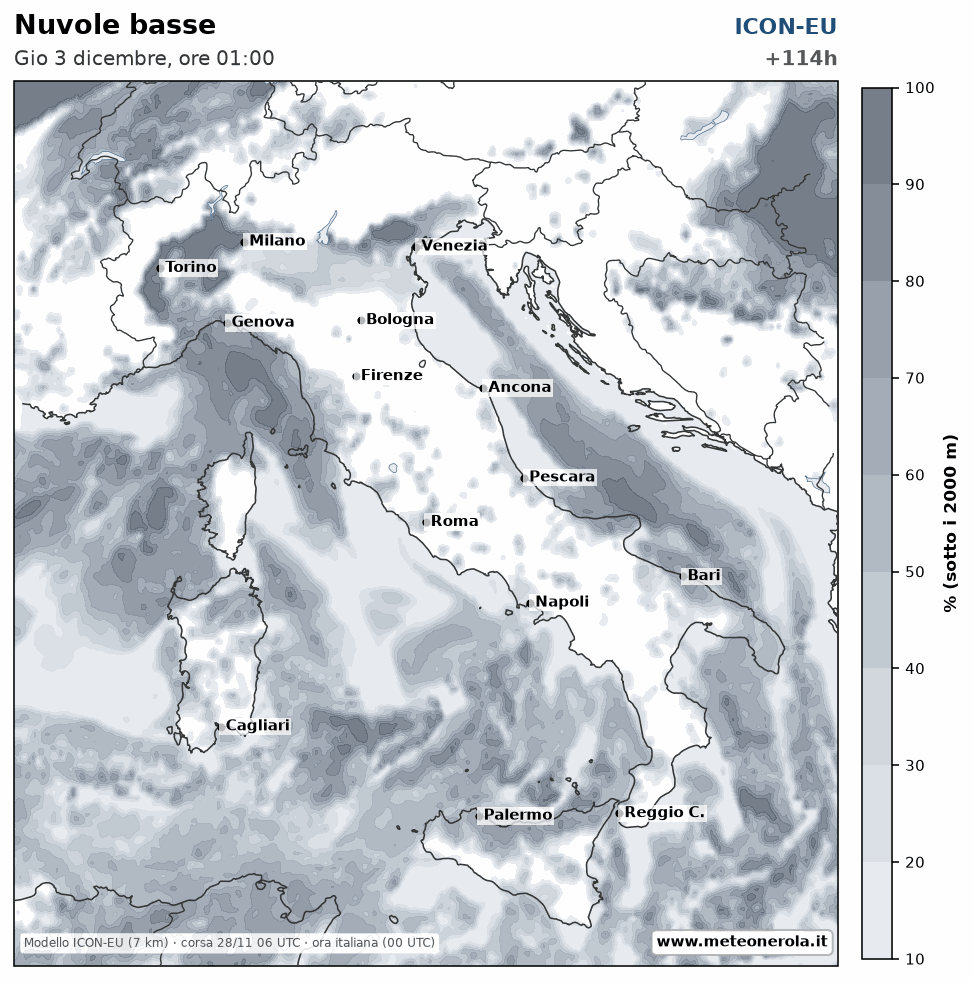 Nuvole basse
ICON-EU
Gio 3 dicembre, ore 01:00
+114h
Milano
Venezia
Torino
Genova
Bologna
Firenze
Ancona
Pescara
Roma
Bari
Napoli
Cagliari
Palermo
Reggio C.
100
90
80
70
60
50
40
30
20
10
% (sotto i 2000 m)
Modello ICON-EU (7 km) · corsa 28/11 06 UTC · ora italiana (00 UTC)
www.meteonerola.it